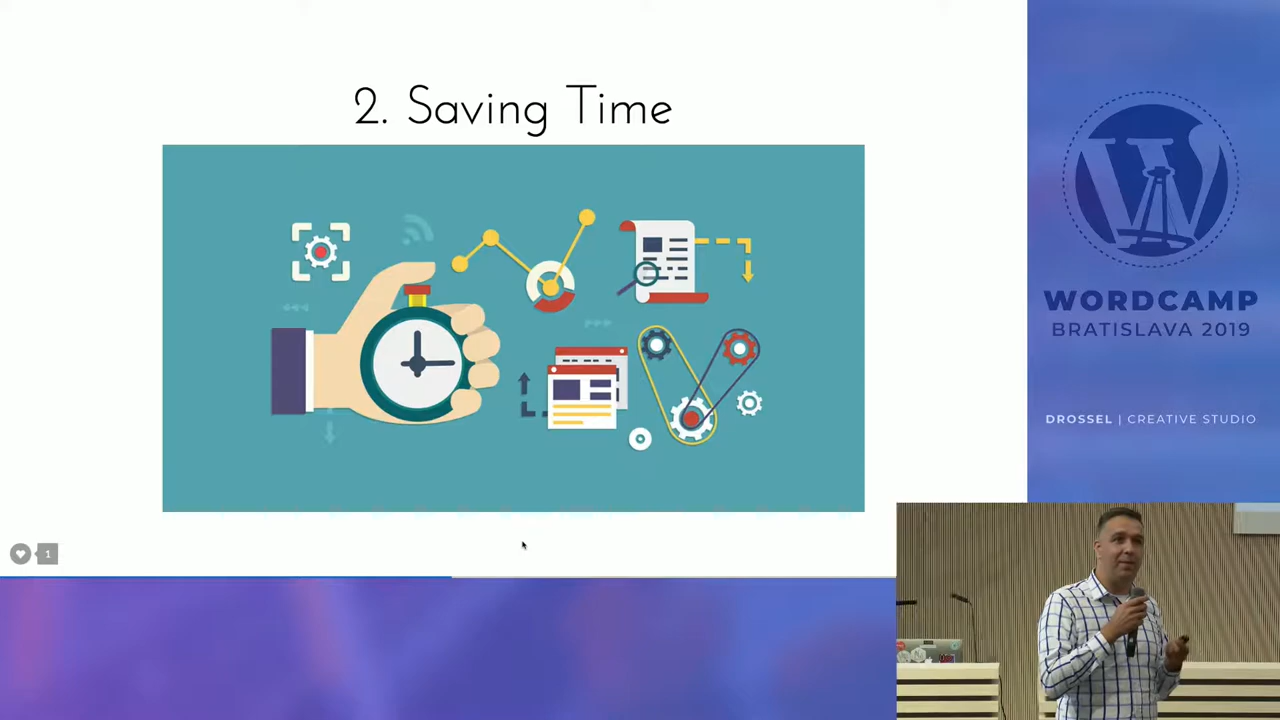 2. Saving Time
1
WORDCAMP
BRATISLAVA 2019
DROSSEL | CREATIVE STUDIO